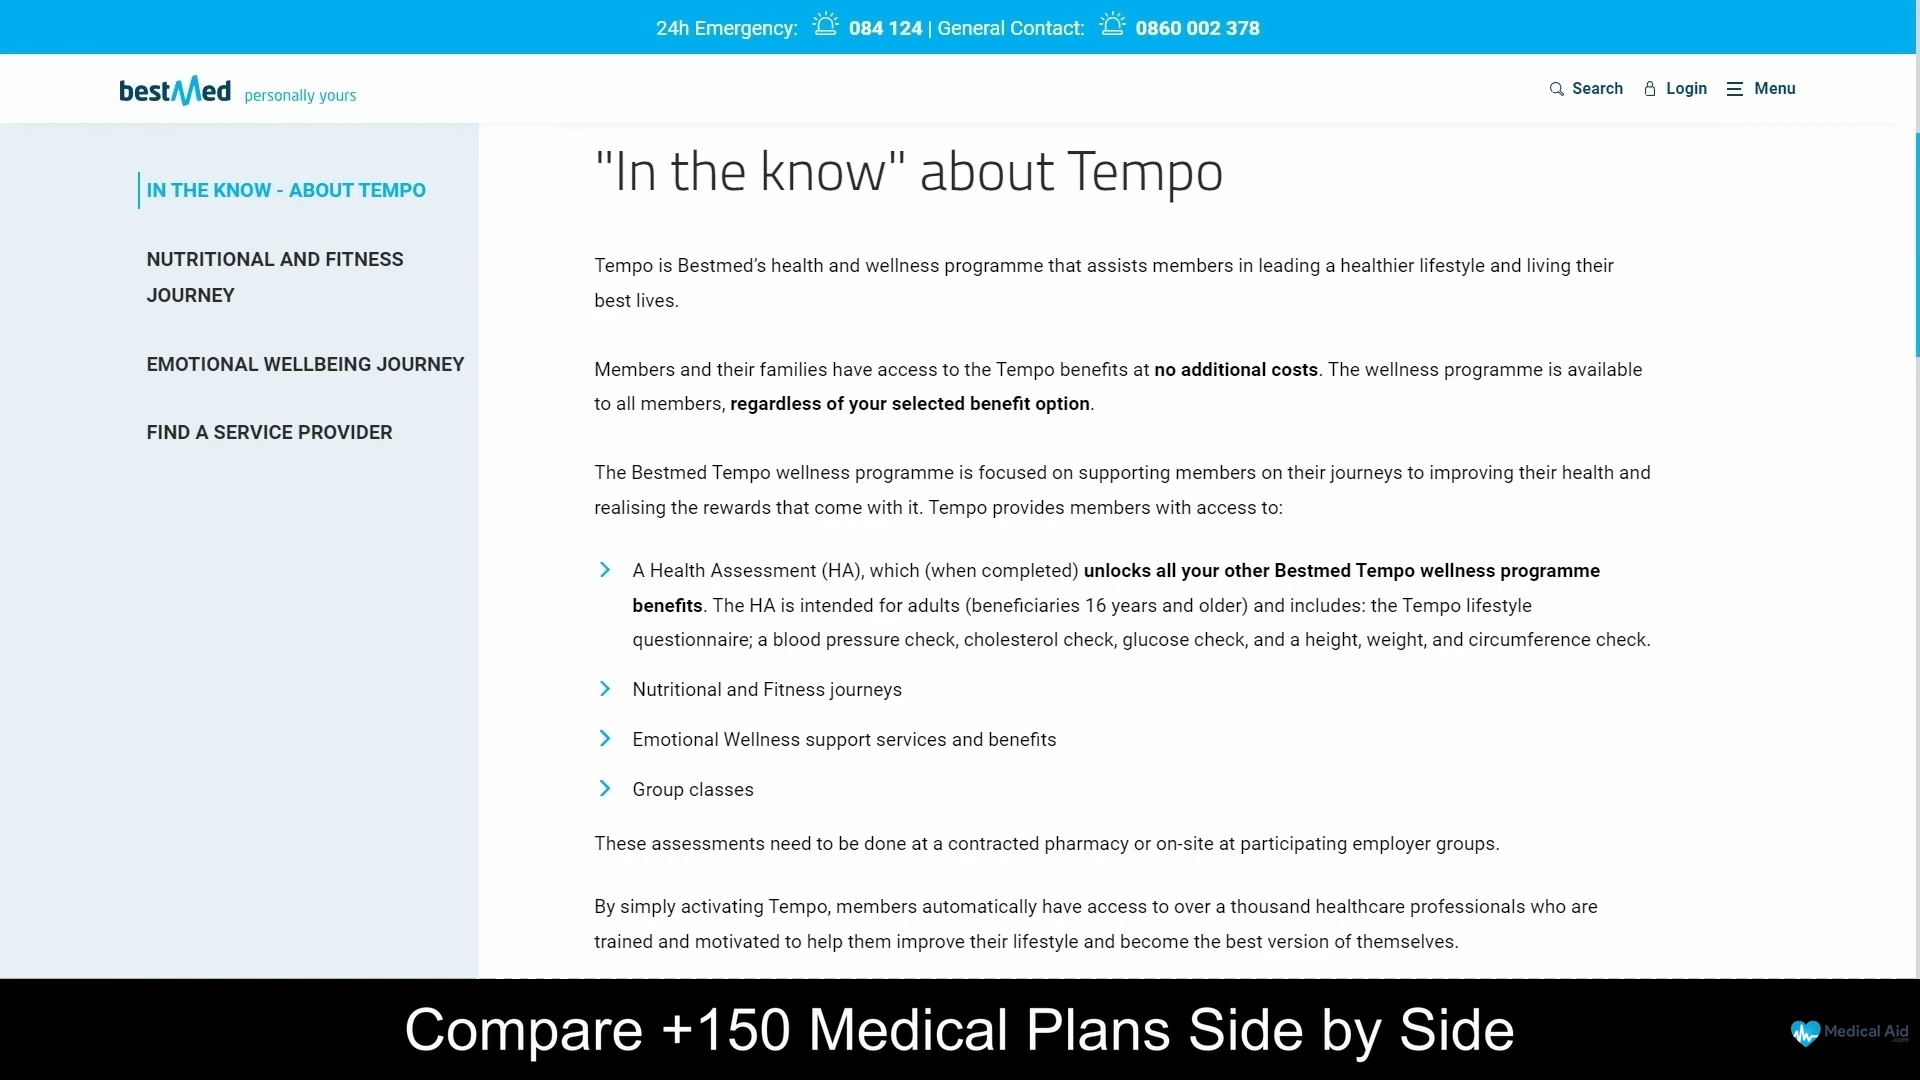 24h Emergency: 084 124 | General Contact: 0860 002 378
bestMed personally yours
Search Login Menu
IN THE KNOW - ABOUT TEMPO
NUTRITIONAL AND FITNESS
JOURNEY
EMOTIONAL WELLBEING JOURNEY
FIND A SERVICE PROVIDER
"In the know" about Tempo
Tempo is Bestmed’s health and wellness programme that assists members in leading a healthier lifestyle and living their
best lives.
Members and their families have access to the Tempo benefits at no additional costs. The wellness programme is available
to all members, regardless of your selected benefit option.
The Bestmed Tempo wellness programme is focused on supporting members on their journeys to improving their health and
realising the rewards that come with it. Tempo provides members with access to:
A Health Assessment (HA), which (when completed) unlocks all your other Bestmed Tempo wellness programme
benefits. The HA is intended for adults (beneficiaries 16 years and older) and includes: the Tempo lifestyle
questionnaire; a blood pressure check, cholesterol check, glucose check, and a height, weight, and circumference check.
Nutritional and Fitness journeys
Emotional Wellness support services and benefits
Group classes
These assessments need to be done at a contracted pharmacy or on-site at participating employer groups.
By simply activating Tempo, members automatically have access to over a thousand healthcare professionals who are
trained and motivated to help them improve their lifestyle and become the best version of themselves.
Compare +150 Medical Plans Side by Side
Medical Aid
.com